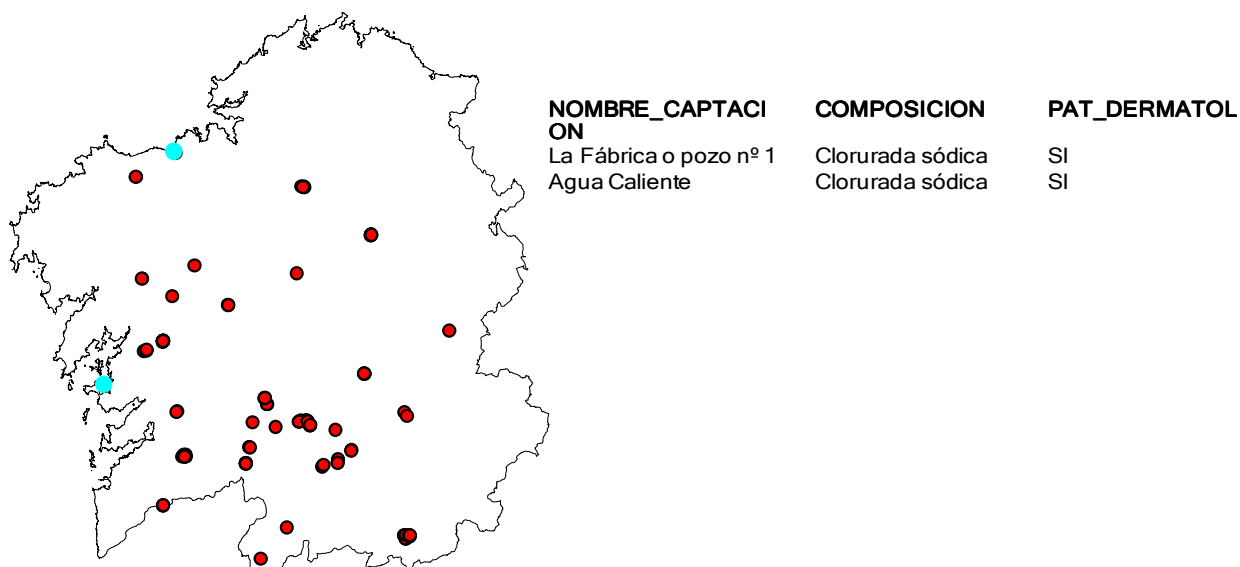 NOMBRE_CAPTACI COMPOSICION PAT_DERMATOL
ON
La Fábrica o pozo nº 1 Clorurada sódica SI
Agua Caliente Clorurada sódica SI